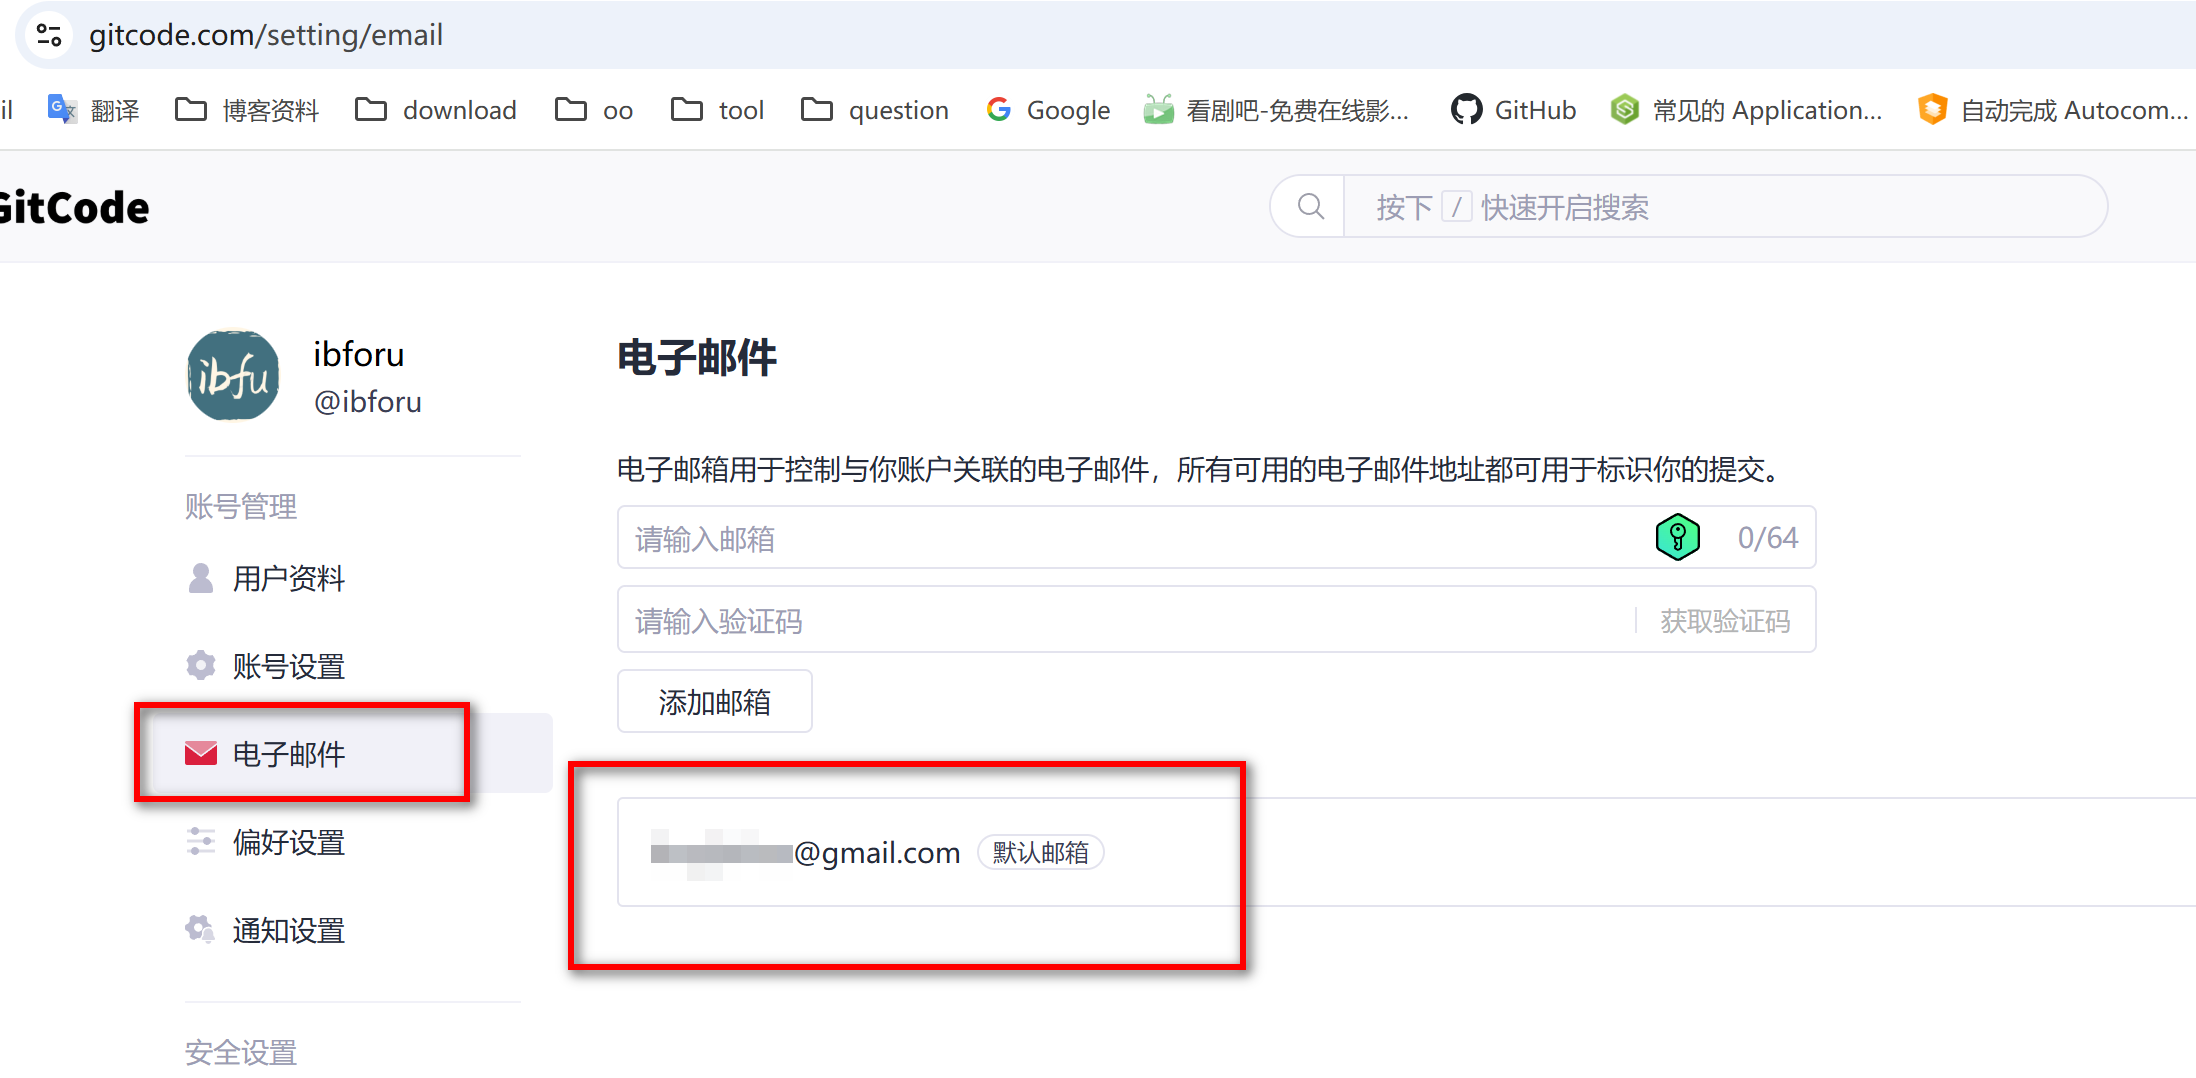 gitcode.com/setting/email
il 翻译 博客资料 download oo tool question Google 看剧吧-免费在线影... GitHub 常见的 Application... 自动完成 Autocom...
GitCode
按下 / 快速开启搜索
ibfu
ibforu
@ibforu
账号管理
用户资料
账号设置
电子邮件
偏好设置
通知设置
安全设置
电子邮件
电子邮箱用于控制与你账户关联的电子邮件，所有可用的电子邮件地址都可用于标识你的提交。
请输入邮箱 0/64
请输入验证码 获取验证码
添加邮箱
@gmail.com 默认邮箱